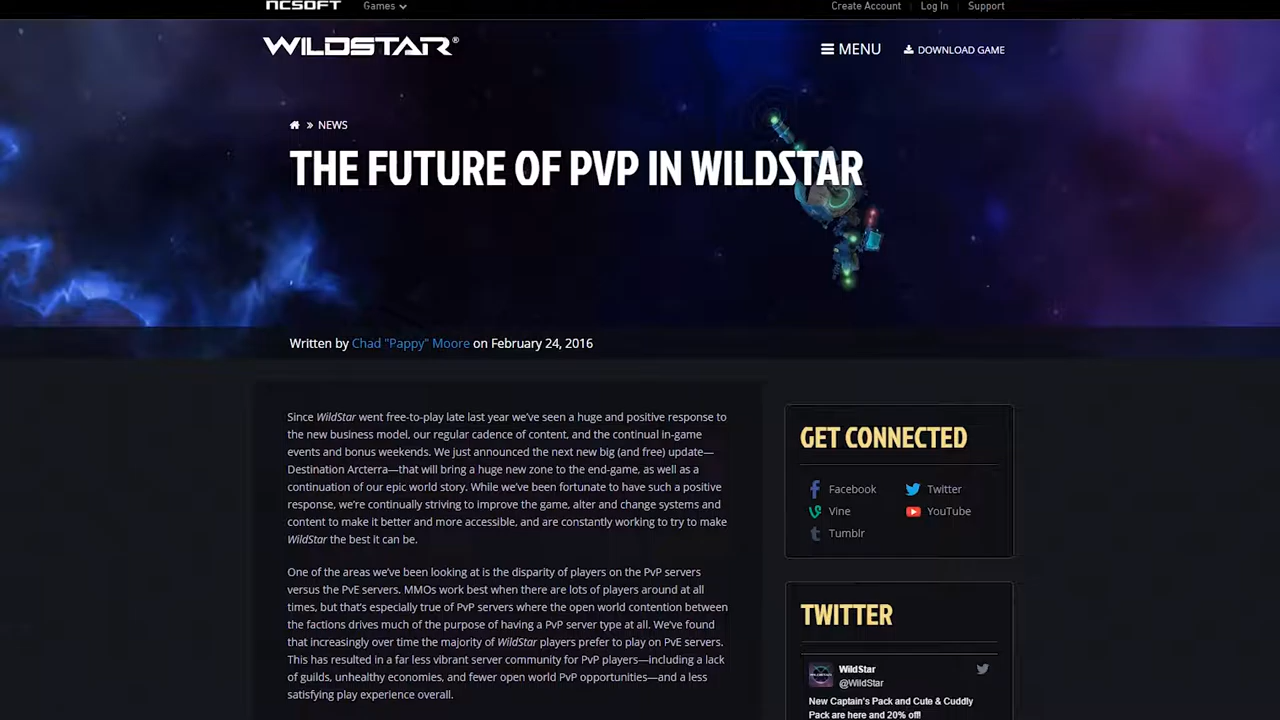 NCSOFT Games Create Account Log In Support
WILDSTAR® MENU DOWNLOAD GAME
» NEWS
THE FUTURE OF PVP IN WILDSTAR
Written by Chad "Pappy" Moore on February 24, 2016
Since WildStar went free-to-play late last year we've seen a huge and positive response to
the new business model, our regular cadence of content, and the continual in-game
events and bonus weekends. We just announced the next new big (and free) update—
Destination Arcterra—that will bring a huge new zone to the end-game, as well as a
continuation of our epic world story. While we've been fortunate to have such a positive
response, we're continually striving to improve the game, alter and change systems and
content to make it better and more accessible, and are constantly working to try to make
WildStar the best it can be.
One of the areas we've been looking at is the disparity of players on the PvP servers
versus the PvE servers. MMOs work best when there are lots of players around at all
times, but that's especially true of PvP servers where the open world contention between
the factions drives much of the purpose of having a PvP server type at all. We've found
that increasingly over time the majority of WildStar players prefer to play on PvE servers.
This has resulted in a far less vibrant server community for PvP players—including a lack
of guilds, unhealthy economies, and fewer open world PvP opportunities—and a less
satisfying play experience overall.
GET CONNECTED
Facebook Twitter
Vine YouTube
Tumblr
TWITTER
WildStar
@WildStar
New Captain's Pack and Cute & Cuddly
Pack are here and 20% off!